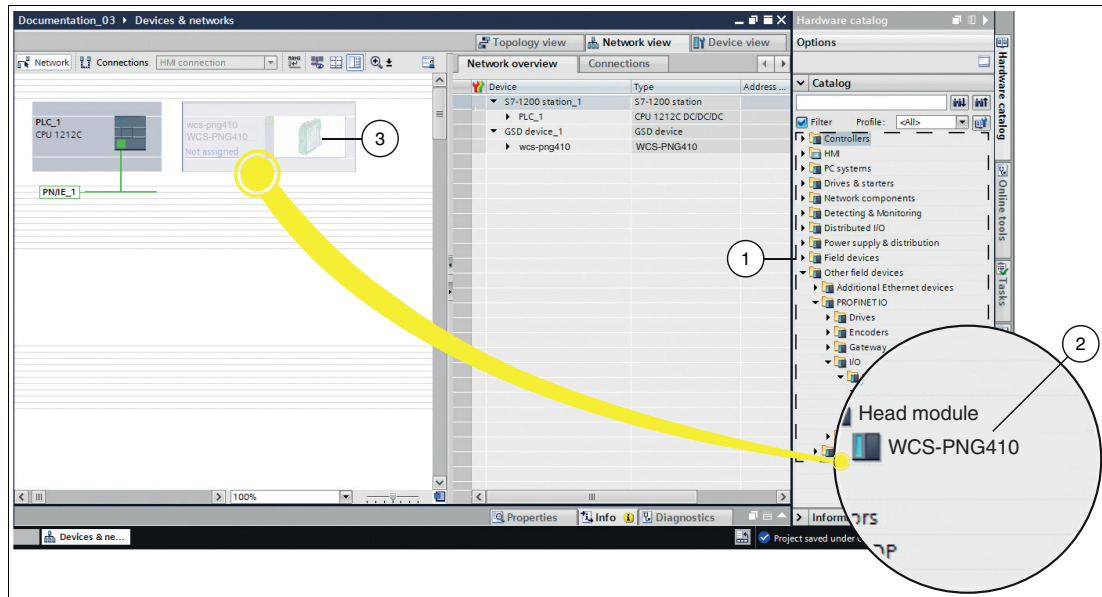 Documentation_03 ▸ Devices & networks
Hardware catalog
Topology view
Network view
Device view
Options
Network
Connections
HMI connection
Network overview
Connections
Catalog
Device
Type
Address ...
S7-1200 station_1
S7-1200 station
PLC_1
CPU 1212C DC/DC/DC
GSD device_1
GSD device
wcs-png410
WCS-PNG410
Filter
Profile:
<All>
PLC_1
CPU 1212C
wcs-png410
WCS-PNG410
Not assigned
3
PN/IE_1
Controllers
HMI
PC systems
Drives & starters
Network components
Detecting & Monitoring
Distributed I/O
Power supply & distribution
Field devices
Other field devices
Additional Ethernet devices
PROFINET IO
Drives
Encoders
Gateway
I/O
1
2
Head module
WCS-PNG410
ors
DP
Hardware catalog
Online tools
Tasks
100%
Properties
Info
Diagnostics
Inform
Devices & ne...
Project saved under